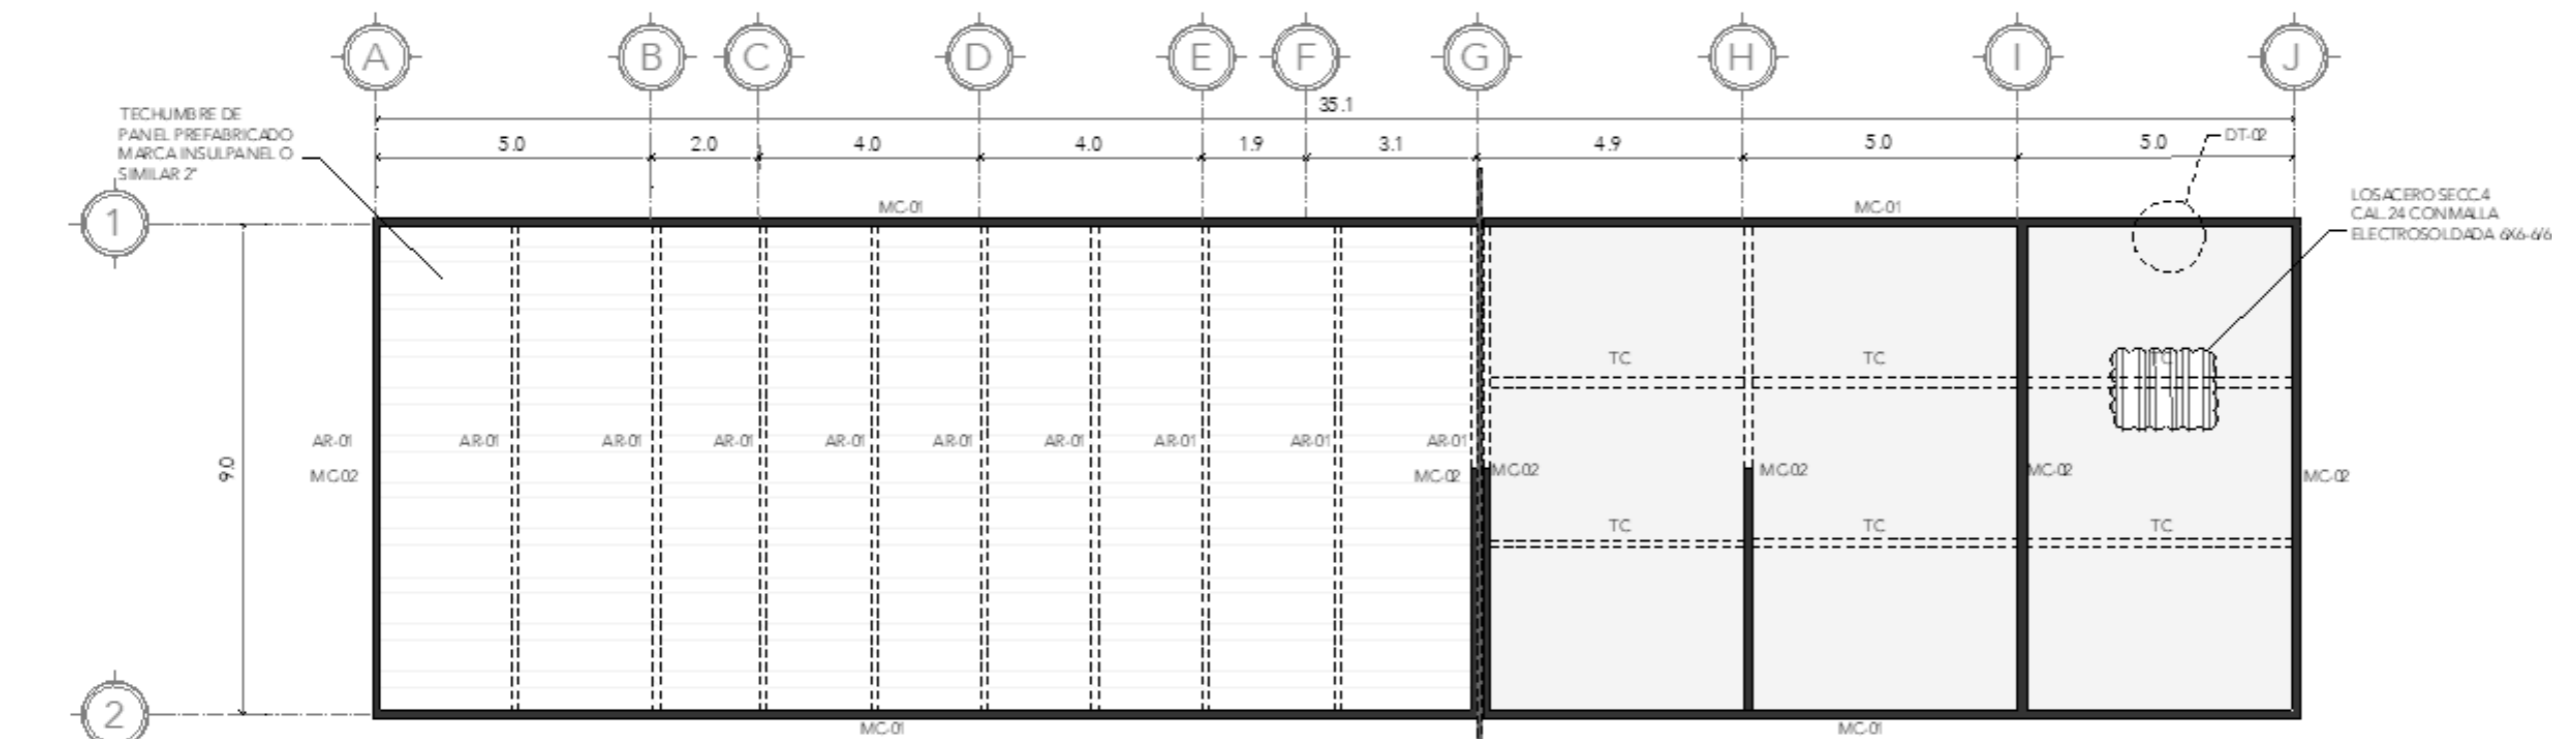 A B C D E F G H I J
35.1
5.0 2.0 4.0 4.0 1.9 3.1 4.9 5.0 5.0
TECHUMBRE DE
PANEL PREFABRICADO
MARCA INSULPANEL O
SIMILAR 2"
DT-02
LOSACERO SECC.4
CAL. 24 CON MALLA
ELECTROSOLDADA 6X6-6/6
1
MC-01 MC-01
TC TC TC
9.0
AR-01 AR-01 AR-01 AR-01 AR-01 AR-01 AR-01 AR-01 AR-01 AR-01
MC-02 MC-02 MC-02 MC-02 MC-02 MC-02
TC TC TC
2
MC-01 MC-01